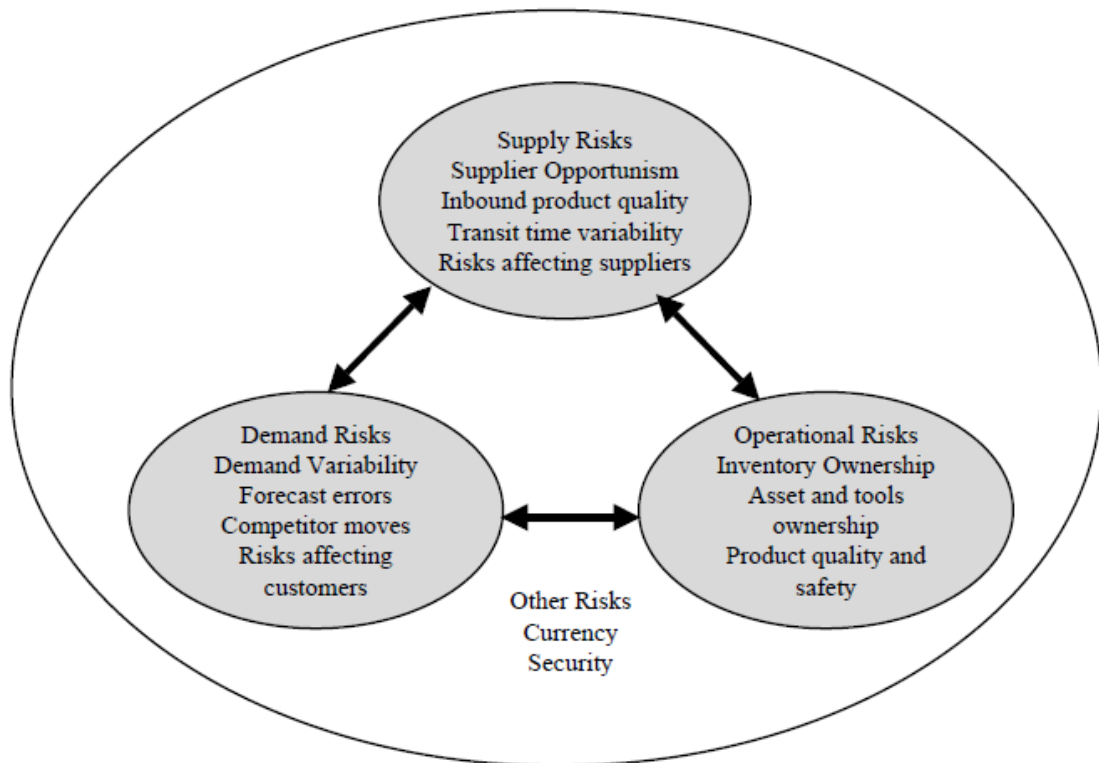 Supply Risks
Supplier Opportunism
Inbound product quality
Transit time variability
Risks affecting suppliers
Demand Risks
Demand Variability
Forecast errors
Competitor moves
Risks affecting
customers
Operational Risks
Inventory Ownership
Asset and tools
ownership
Product quality and
safety
Other Risks
Currency
Security